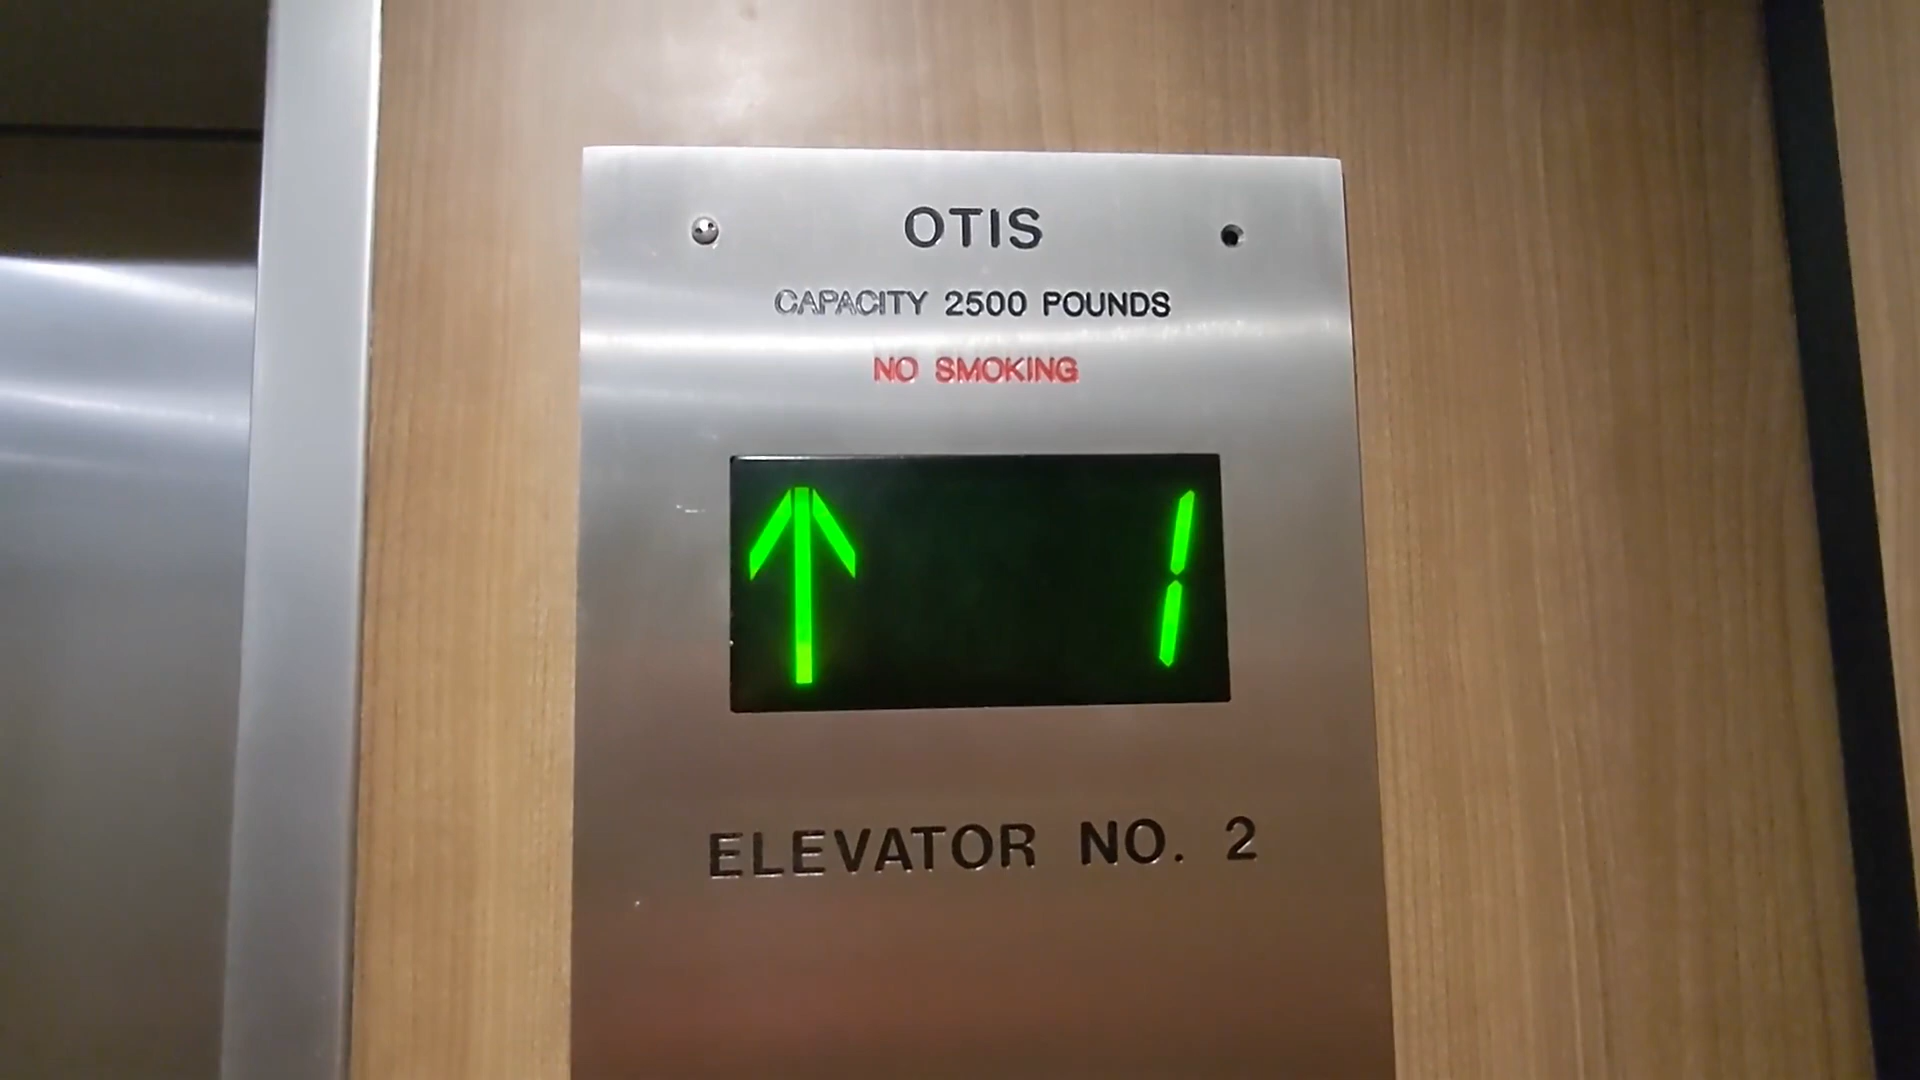 OTIS
CAPACITY 2500 POUNDS
NO SMOKING
↑ 1
ELEVATOR NO. 2